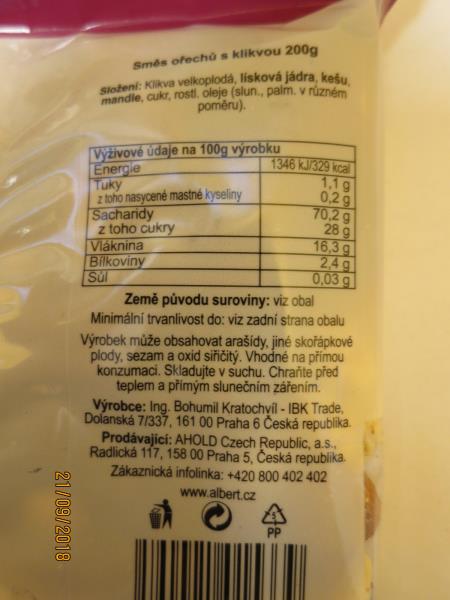 Směs ořechů s klikvou 200g
Složení: Klikva velkoplodá, lísková jádra, kešu,
mandle, cukr, rostl. oleje (slun., palm. v různém
poměru).
Výživové údaje na 100g výrobku
Energie 1346 kJ/329 kcal
Tuky 1,1 g
z toho nasycené mastné kyseliny 0,2 g
Sacharidy 70,2 g
z toho cukry 28 g
Vláknina 16,3 g
Bílkoviny 2,4 g
Sůl 0,03 g
Země původu suroviny: viz obal
Minimální trvanlivost do: viz zadní strana obalu
Výrobek může obsahovat arašídy, jiné skořápkové
plody, sezam a oxid siřičitý. Vhodné na přímou
konzumaci. Skladujte v suchu. Chraňte před
teplem a přímým slunečním zářením.
Výrobce: Ing. Bohumil Kratochvíl - IBK Trade,
Dolanská 7/337, 161 00 Praha 6 Česká republika.
Prodávající: AHOLD Czech Republic, a.s.,
Radlická 117, 158 00 Praha 5, Česká republika.
Zákaznická infolinka: +420 800 402 402
www.albert.cz
5
PP
21/09/2018